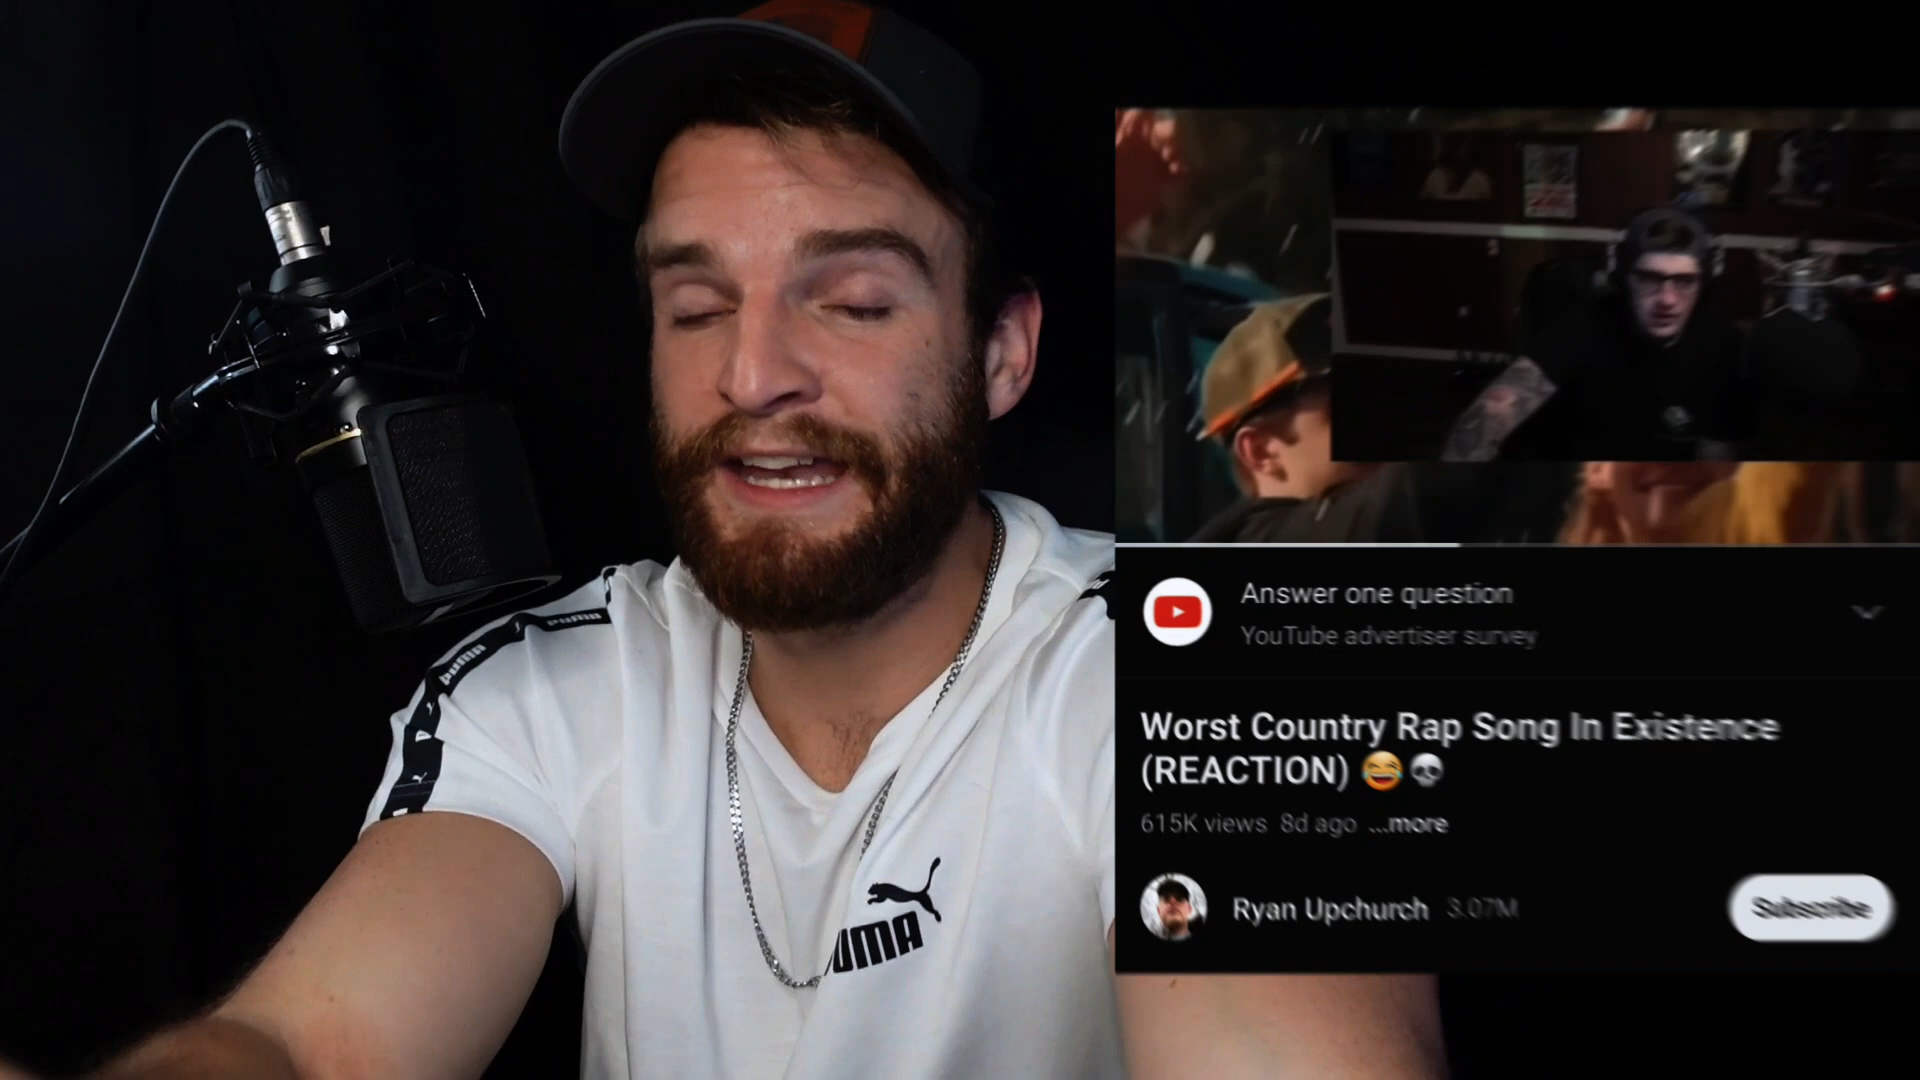 PUMA
PUMA
UMA
Answer one question
YouTube advertiser survey
Worst Country Rap Song In Existence
(REACTION) 😂💀
615K views 8d ago ...more
Ryan Upchurch 3.07M
Subscribe